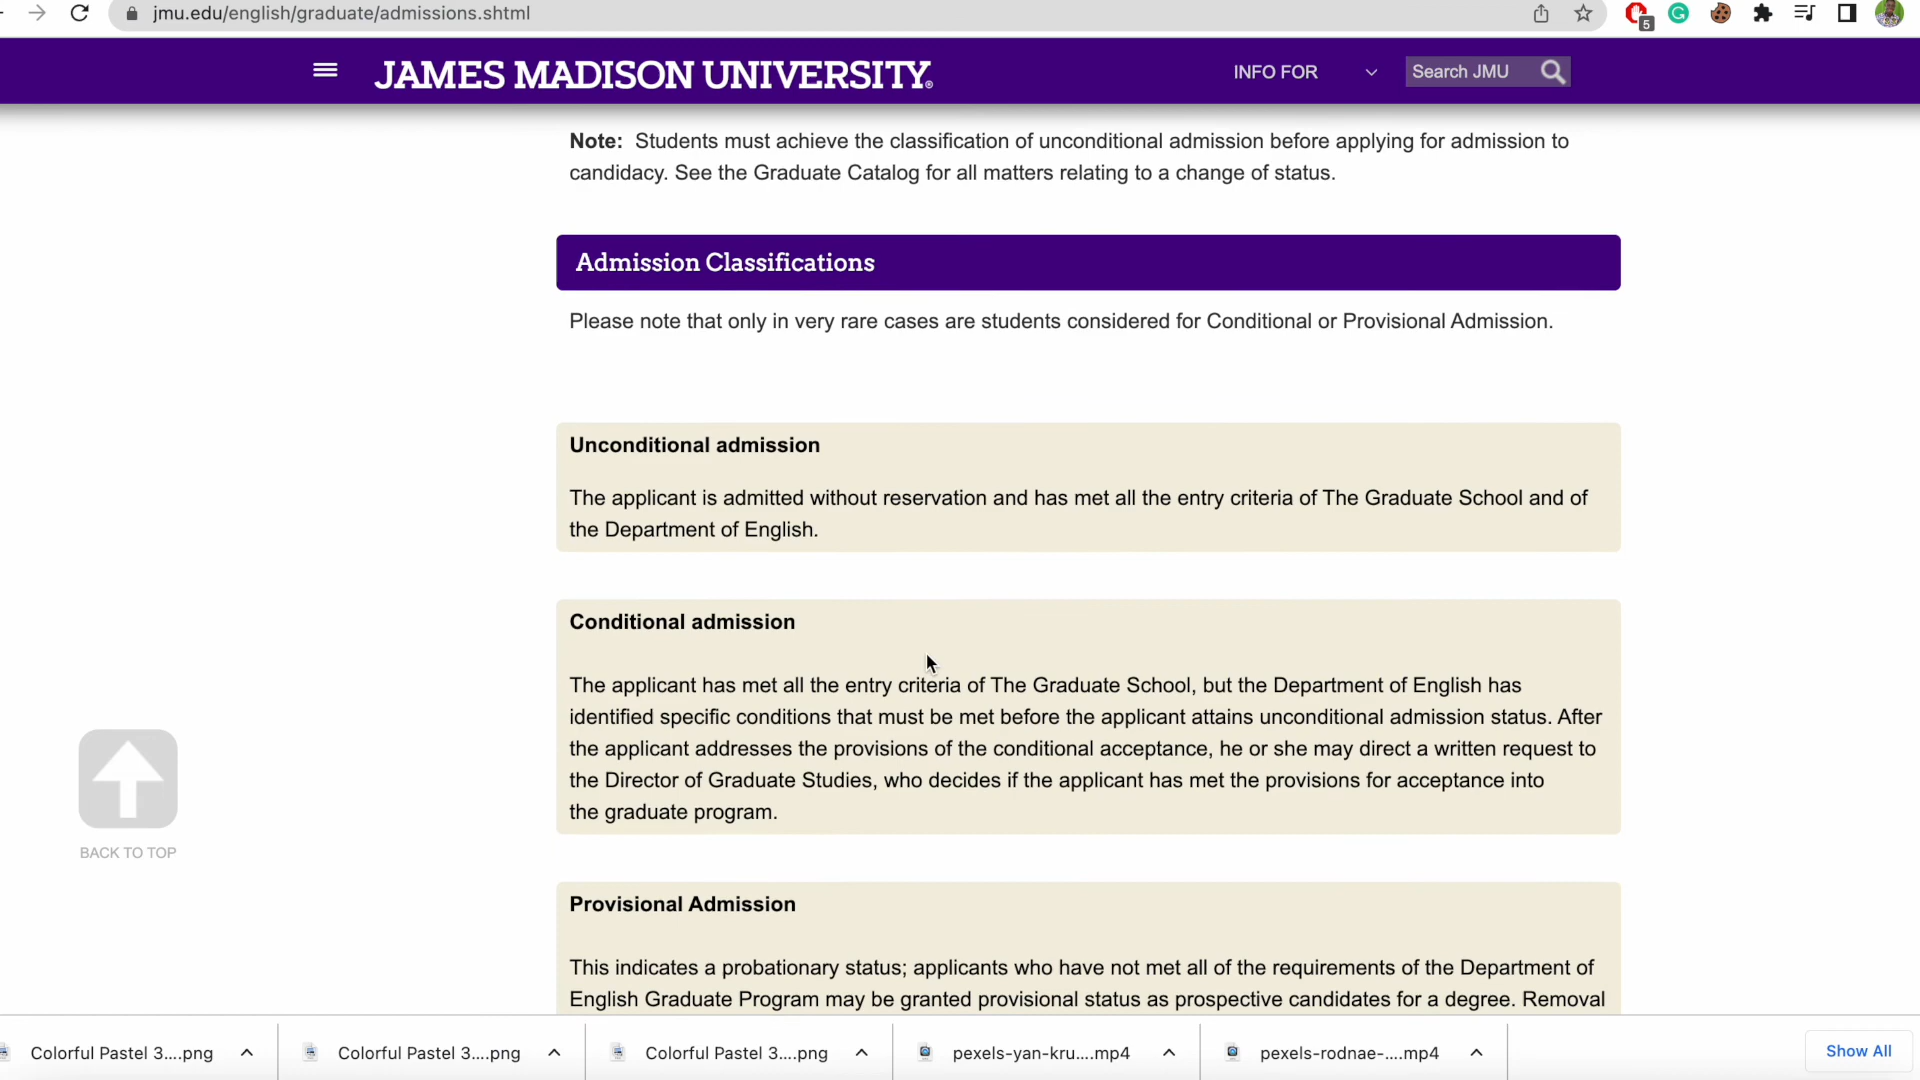 jmu.edu/english/graduate/admissions.shtml
5
JAMES MADISON UNIVERSITY®
INFO FOR
Search JMU
Note: Students must achieve the classification of unconditional admission before applying for admission to
candidacy. See the Graduate Catalog for all matters relating to a change of status.
Admission Classifications
Please note that only in very rare cases are students considered for Conditional or Provisional Admission.
Unconditional admission
The applicant is admitted without reservation and has met all the entry criteria of The Graduate School and of
the Department of English.
Conditional admission
The applicant has met all the entry criteria of The Graduate School, but the Department of English has
identified specific conditions that must be met before the applicant attains unconditional admission status. After
the applicant addresses the provisions of the conditional acceptance, he or she may direct a written request to
the Director of Graduate Studies, who decides if the applicant has met the provisions for acceptance into
the graduate program.
BACK TO TOP
Provisional Admission
This indicates a probationary status; applicants who have not met all of the requirements of the Department of
English Graduate Program may be granted provisional status as prospective candidates for a degree. Removal
Colorful Pastel 3....png
Colorful Pastel 3....png
Colorful Pastel 3....png
pexels-yan-kru....mp4
pexels-rodnae-....mp4
Show All